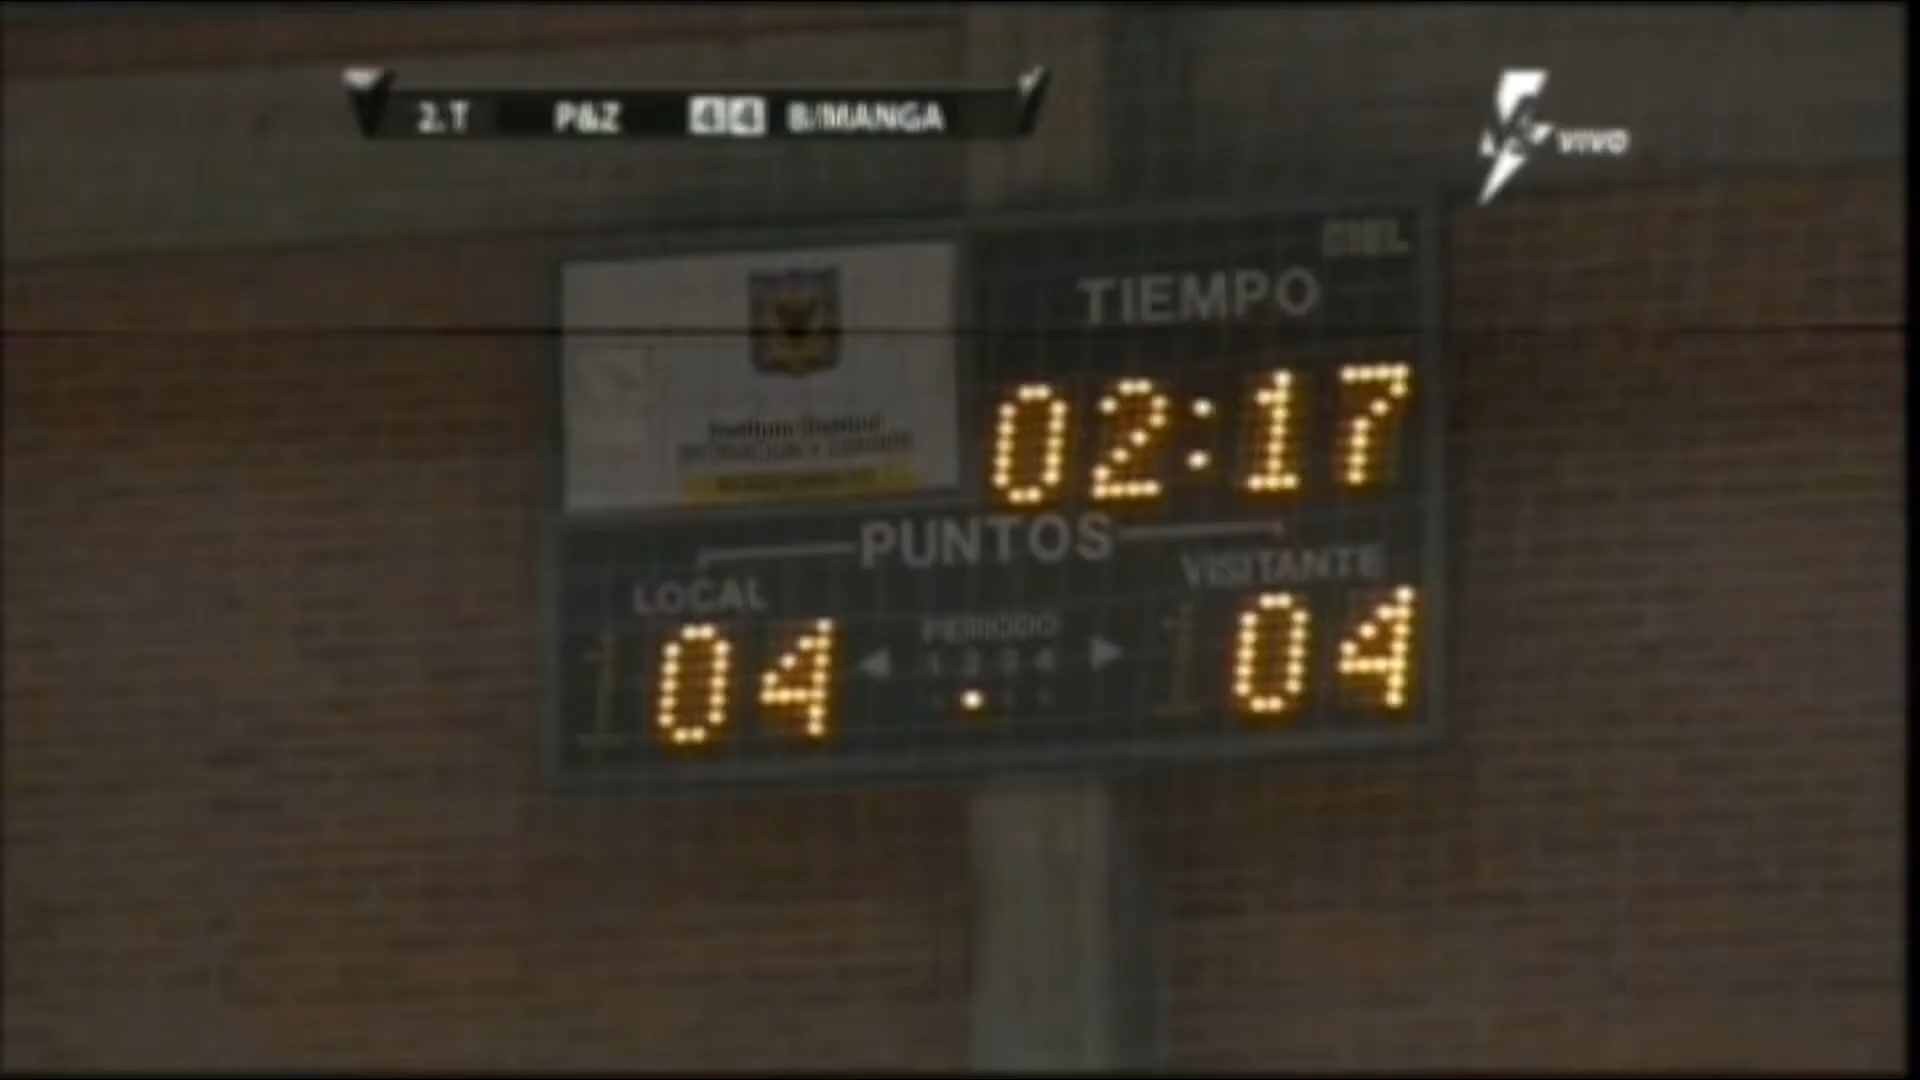 2.T P&Z 4 4 B/MANGA
VIVO
TIEMPO
02:17
PUNTOS
LOCAL VISITANTE
PERIODO
04 1 2 3 4 04